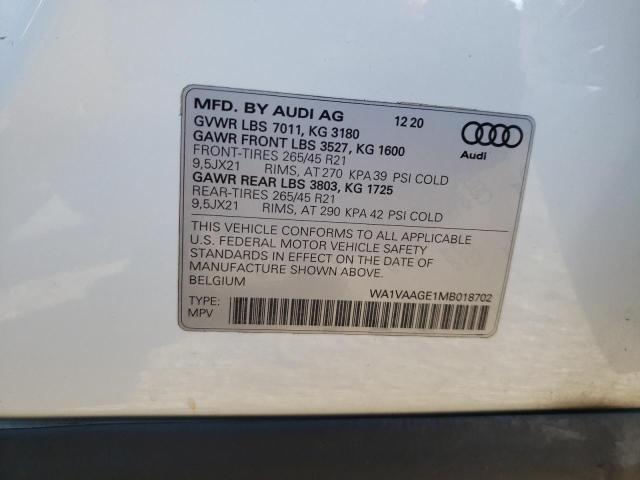 MFD. BY AUDI AG 12 20
GVWR LBS 7011, KG 3180
GAWR FRONT LBS 3527, KG 1600
FRONT-TIRES 265/45 R21
9,5JX21 RIMS, AT 270 KPA 39 PSI COLD
GAWR REAR LBS 3803, KG 1725
REAR-TIRES 265/45 R21
9,5JX21 RIMS, AT 290 KPA 42 PSI COLD
Audi
THIS VEHICLE CONFORMS TO ALL APPLICABLE
U.S. FEDERAL MOTOR VEHICLE SAFETY
STANDARDS IN EFFECT ON THE DATE OF
MANUFACTURE SHOWN ABOVE.
BELGIUM
WA1VAAGE1MB018702
TYPE:
MPV